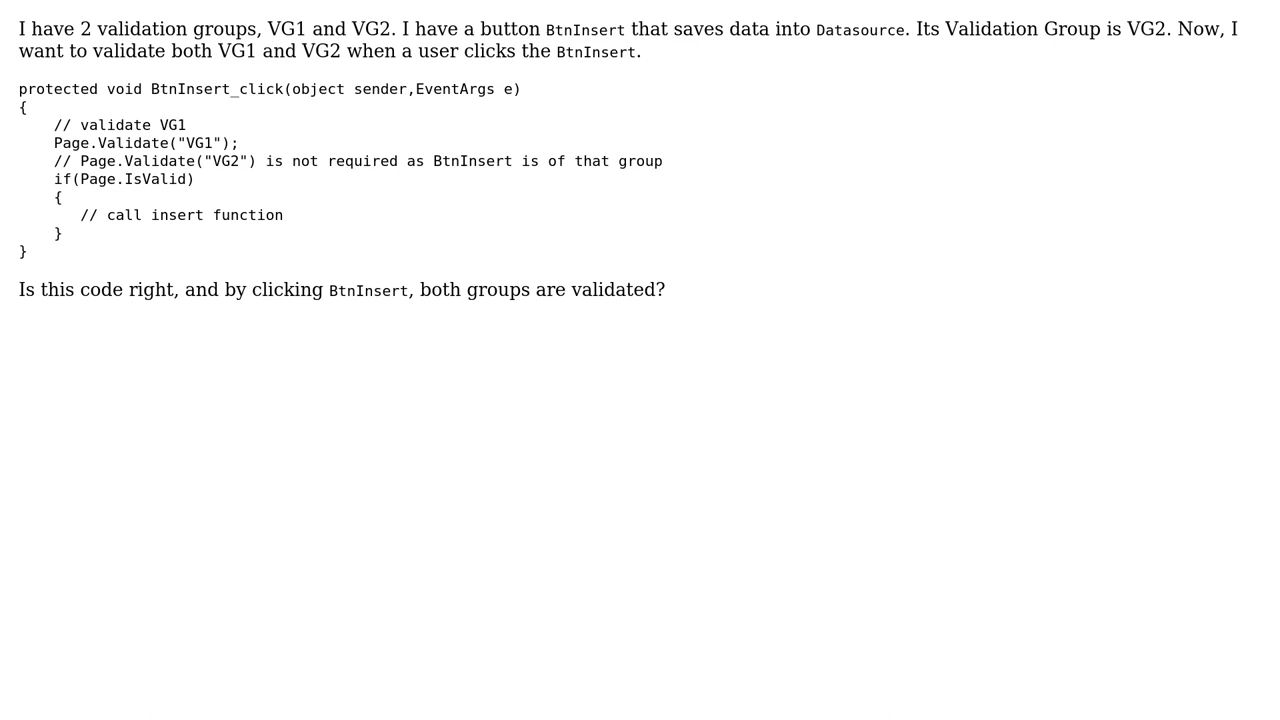 I have 2 validation groups, VG1 and VG2. I have a button BtnInsert that saves data into Datasource. Its Validation Group is VG2. Now, I
want to validate both VG1 and VG2 when a user clicks the BtnInsert.
protected void BtnInsert_click(object sender,EventArgs e)
{
    // validate VG1
    Page.Validate("VG1");
    // Page.Validate("VG2") is not required as BtnInsert is of that group
    if(Page.IsValid)
    {
       // call insert function
    }
}
Is this code right, and by clicking BtnInsert, both groups are validated?